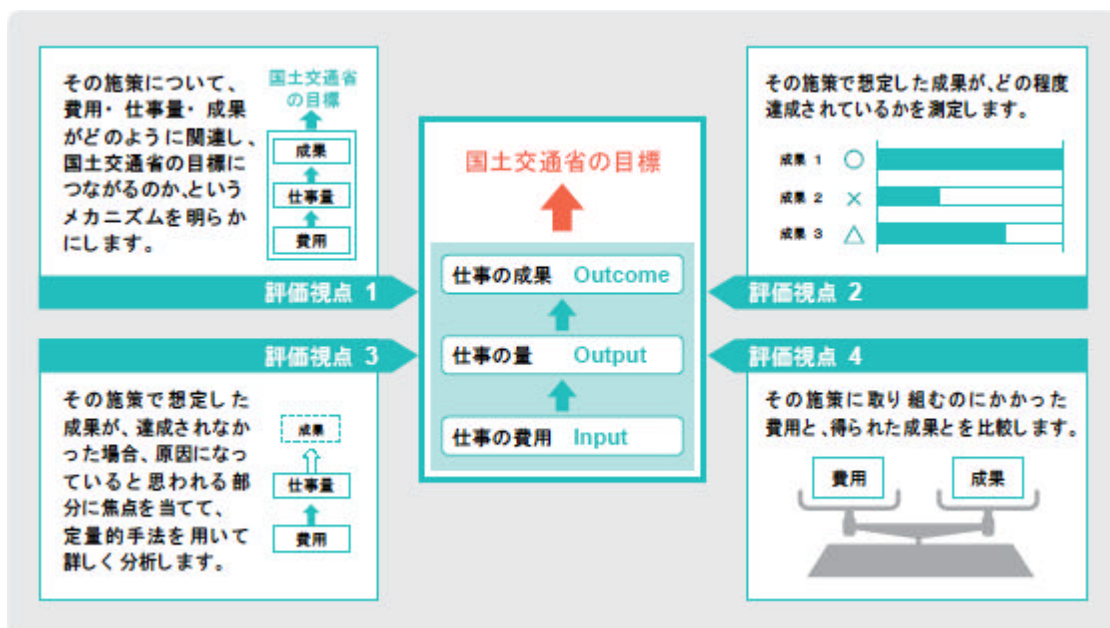 その施策について、
費用・仕事量・成果
がどのように関連し、
国土交通省の目標に
つながるのか、という
メカニズムを明らか
にします。
国土交通省
の目標
成果
仕事量
費用
評価視点 1
その施策で想定した成果が、どの程度
達成されているかを測定します。
成果 1 ○
成果 2 ×
成果 3 △
評価視点 2
国土交通省の目標
仕事の成果 Outcome
仕事の量 Output
仕事の費用 Input
評価視点 3
その施策で想定した
成果が、達成されなか
った場合、原因になっ
ていると思われる部
分に焦点を当てて、
定量的手法を用いて
詳しく分析します。
成果
仕事量
費用
評価視点 4
その施策に取り組むのにかかった
費用と、得られた成果とを比較します。
費用
成果